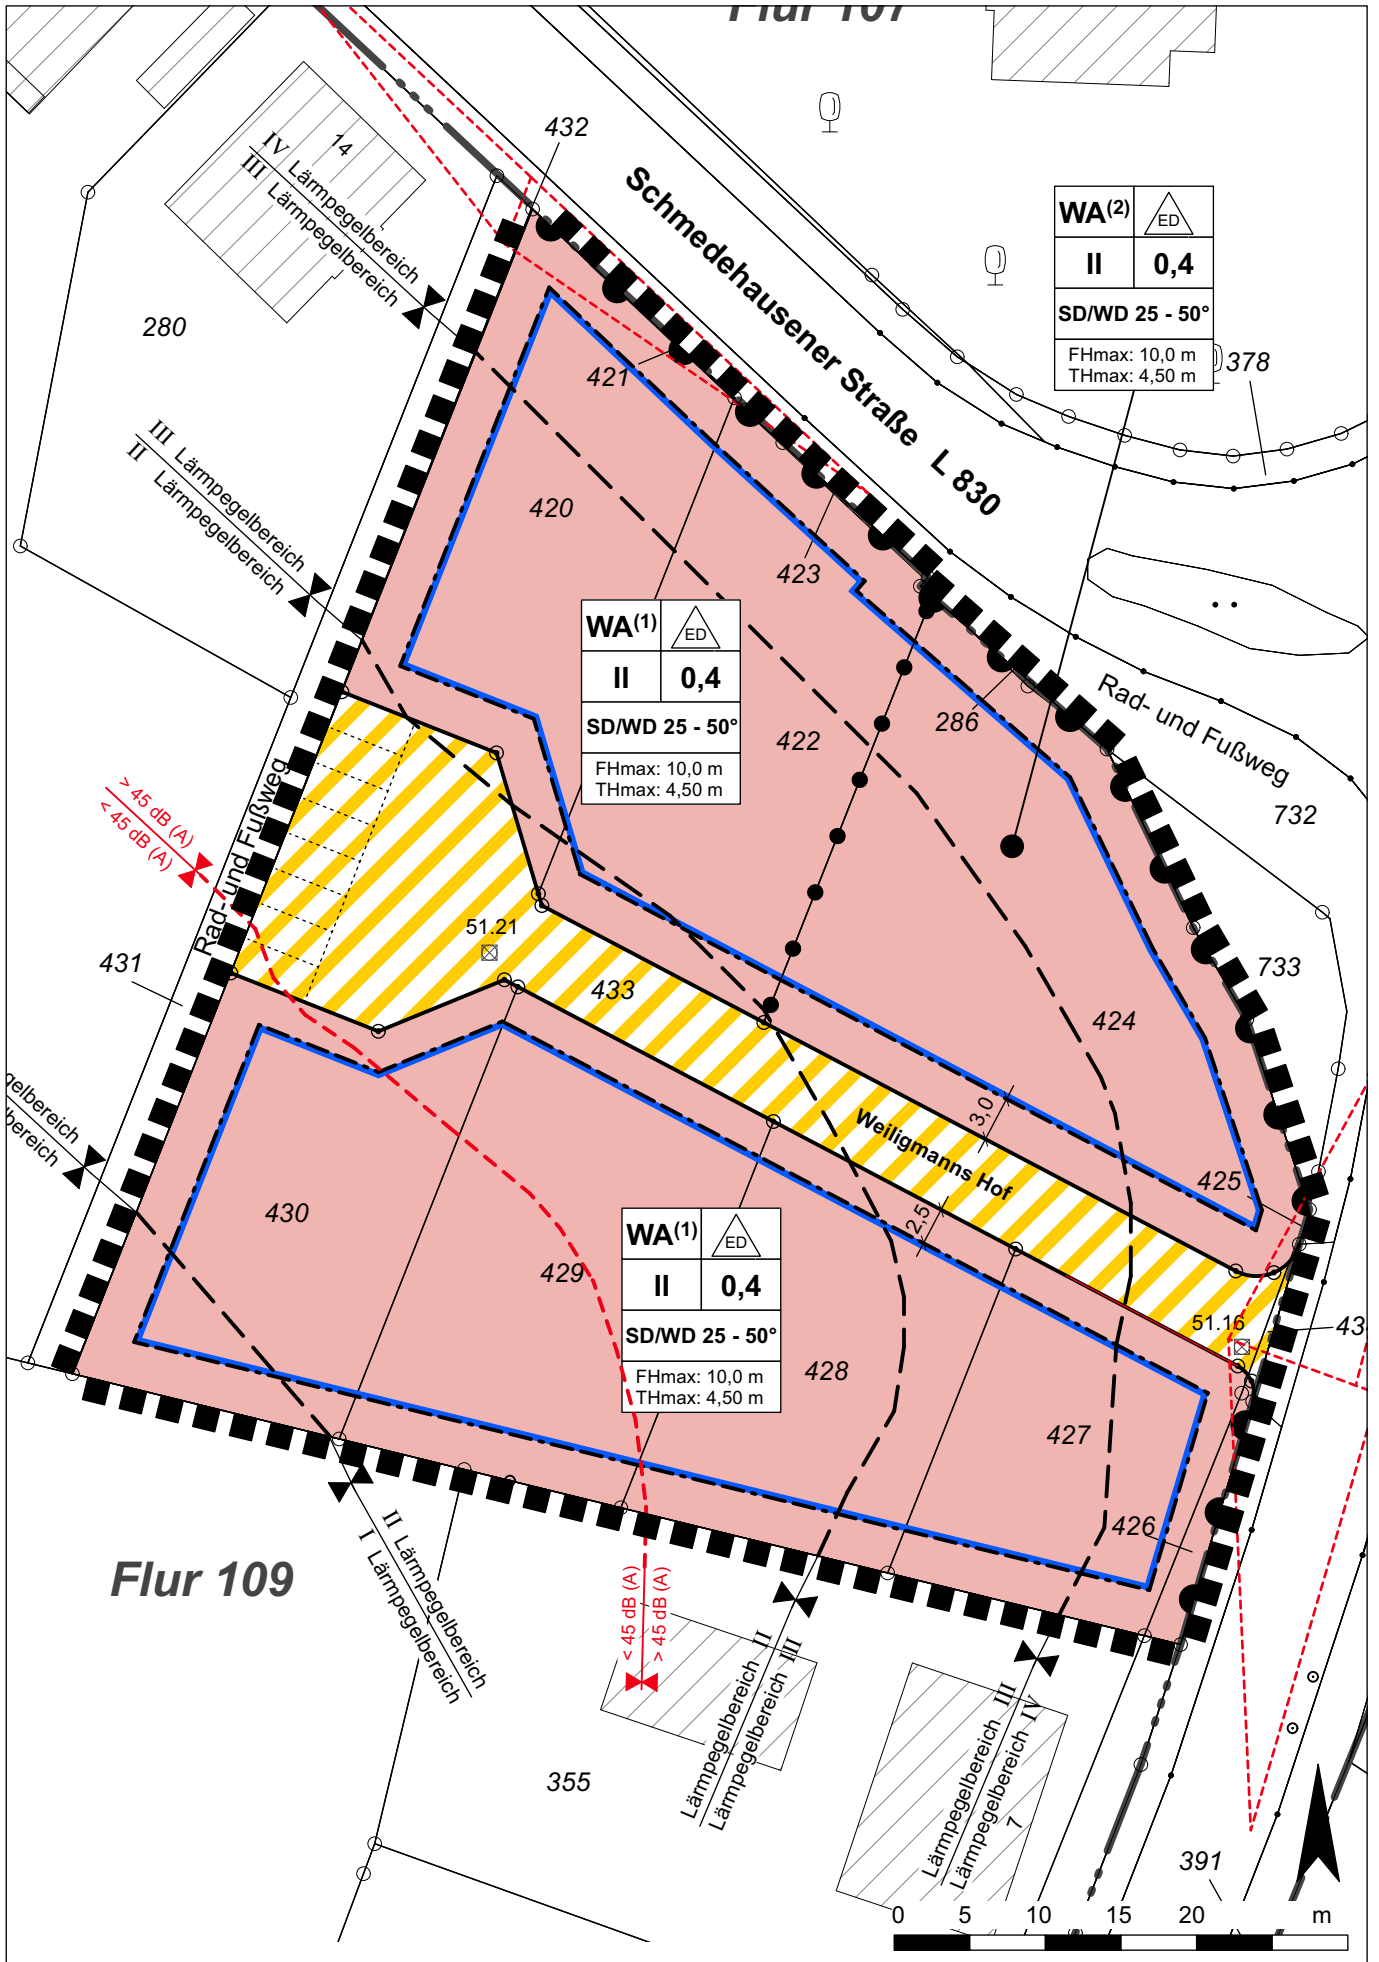 Flur 107
432
14
IV Lärmpegelbereich
III Lärmpegelbereich
Schmedehausener Straße L 830
WA(2) ED
II 0,4
SD/WD 25 - 50°
FHmax: 10,0 m
THmax: 4,50 m
280
421
378
III Lärmpegelbereich
II Lärmpegelbereich
420
423
WA(1) ED
II 0,4
SD/WD 25 - 50°
FHmax: 10,0 m
THmax: 4,50 m
422
286
Rad- und Fußweg
732
> 45 dB (A)
< 45 dB (A)
Rad- und Fußweg
51.21
431
433
733
424
3,0
Weiligmanns Hof
gelbereich
bereich
425
430
2,5
429
WA(1) ED
II 0,4
SD/WD 25 - 50°
FHmax: 10,0 m
THmax: 4,50 m
51.16
43
428
427
426
II Lärmpegelbereich
I Lärmpegelbereich
Flur 109
< 45 dB (A)
> 45 dB (A)
Lärmpegelbereich II
Lärmpegelbereich III
Lärmpegelbereich III
Lärmpegelbereich IV
7
355
391
0 5 10 15 20 m